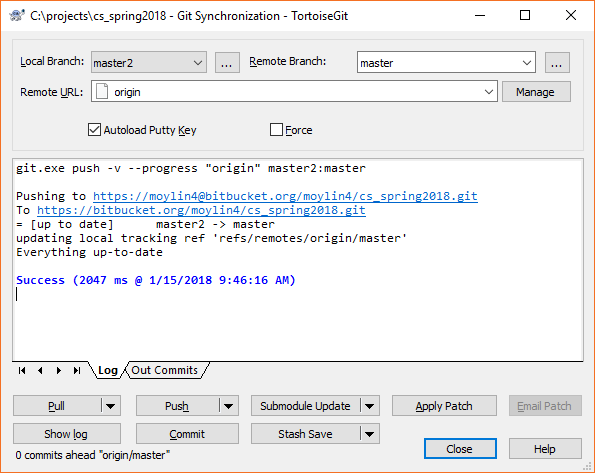 C:\projects\cs_spring2018 - Git Synchronization - TortoiseGit
Local Branch: master2 ... Remote Branch: master ...
Remote URL: origin Manage
Autoload Putty Key Force
git.exe push -v --progress "origin" master2:master
Pushing to https://moylin4@bitbucket.org/moylin4/cs_spring2018.git
To https://bitbucket.org/moylin4/cs_spring2018.git
= [up to date] master2 -> master
updating local tracking ref 'refs/remotes/origin/master'
Everything up-to-date
Success (2047 ms @ 1/15/2018 9:46:16 AM)
Log Out Commits
Pull Push Submodule Update Apply Patch Email Patch
Show log Commit Stash Save
Close Help
0 commits ahead "origin/master"